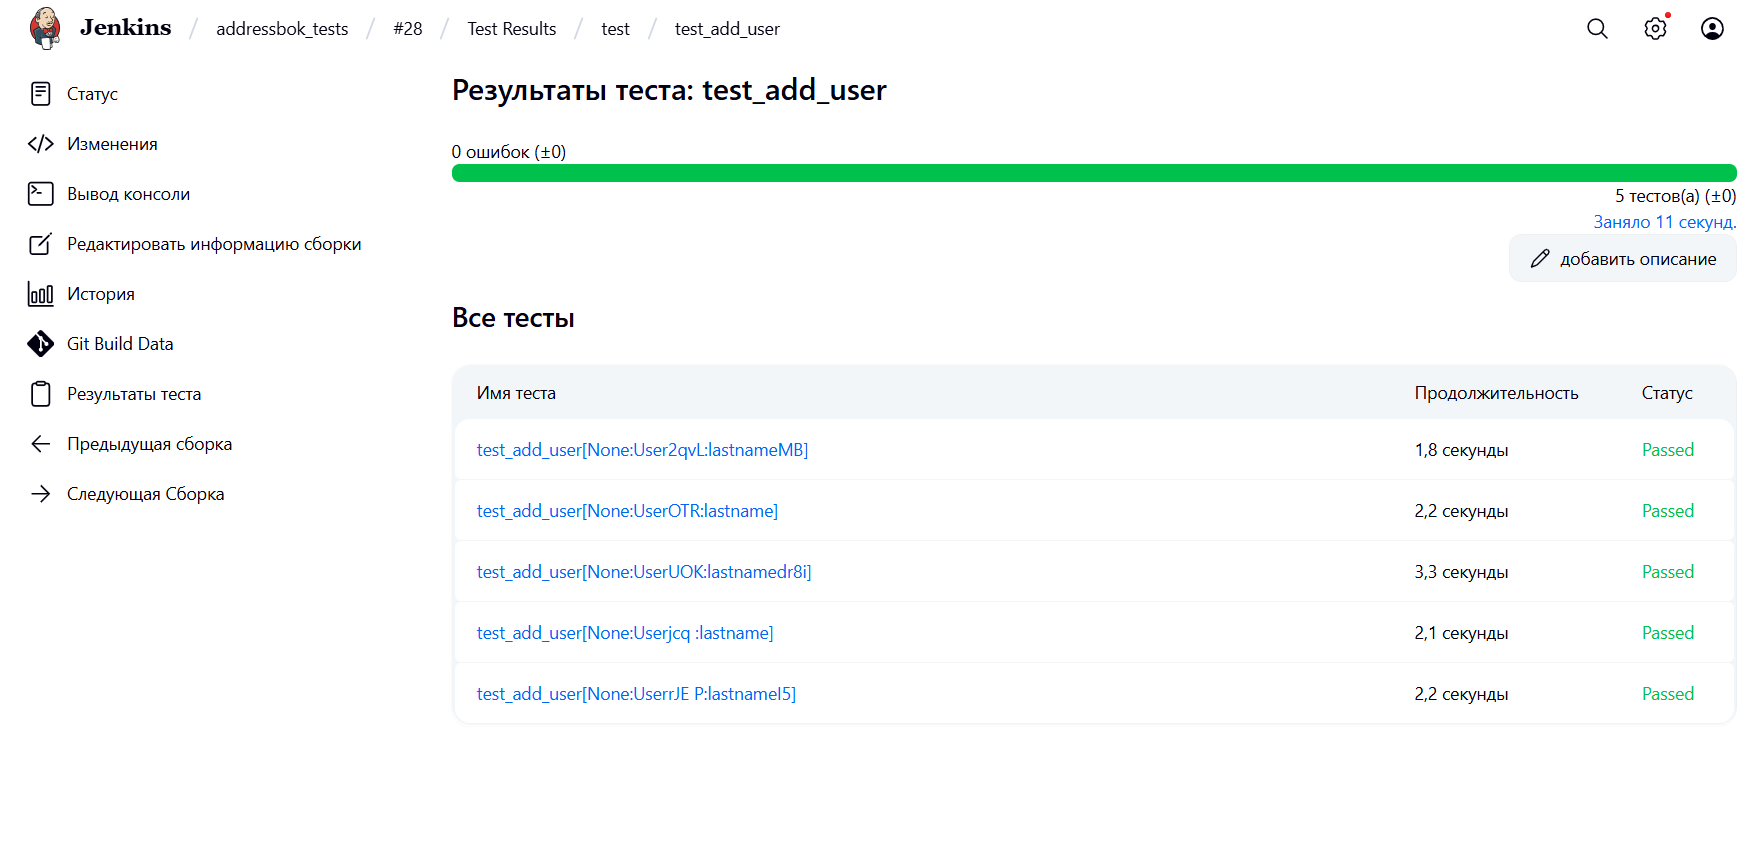 Jenkins / addressbok_tests / #28 / Test Results / test / test_add_user
Статус
Изменения
Вывод консоли
Редактировать информацию сборки
История
Git Build Data
Результаты теста
Предыдущая сборка
Следующая Сборка
Результаты теста: test_add_user
0 ошибок (±0)
5 тестов(а) (±0)
Заняло 11 секунд.
добавить описание
Все тесты
Имя теста Продолжительность Статус
test_add_user[None:User2qvL:lastnameMB] 1,8 секунды Passed
test_add_user[None:UserOTR:lastname] 2,2 секунды Passed
test_add_user[None:UserUOK:lastnamedr8i] 3,3 секунды Passed
test_add_user[None:Userjcq :lastname] 2,1 секунды Passed
test_add_user[None:UserrJE P:lastnameI5] 2,2 секунды Passed